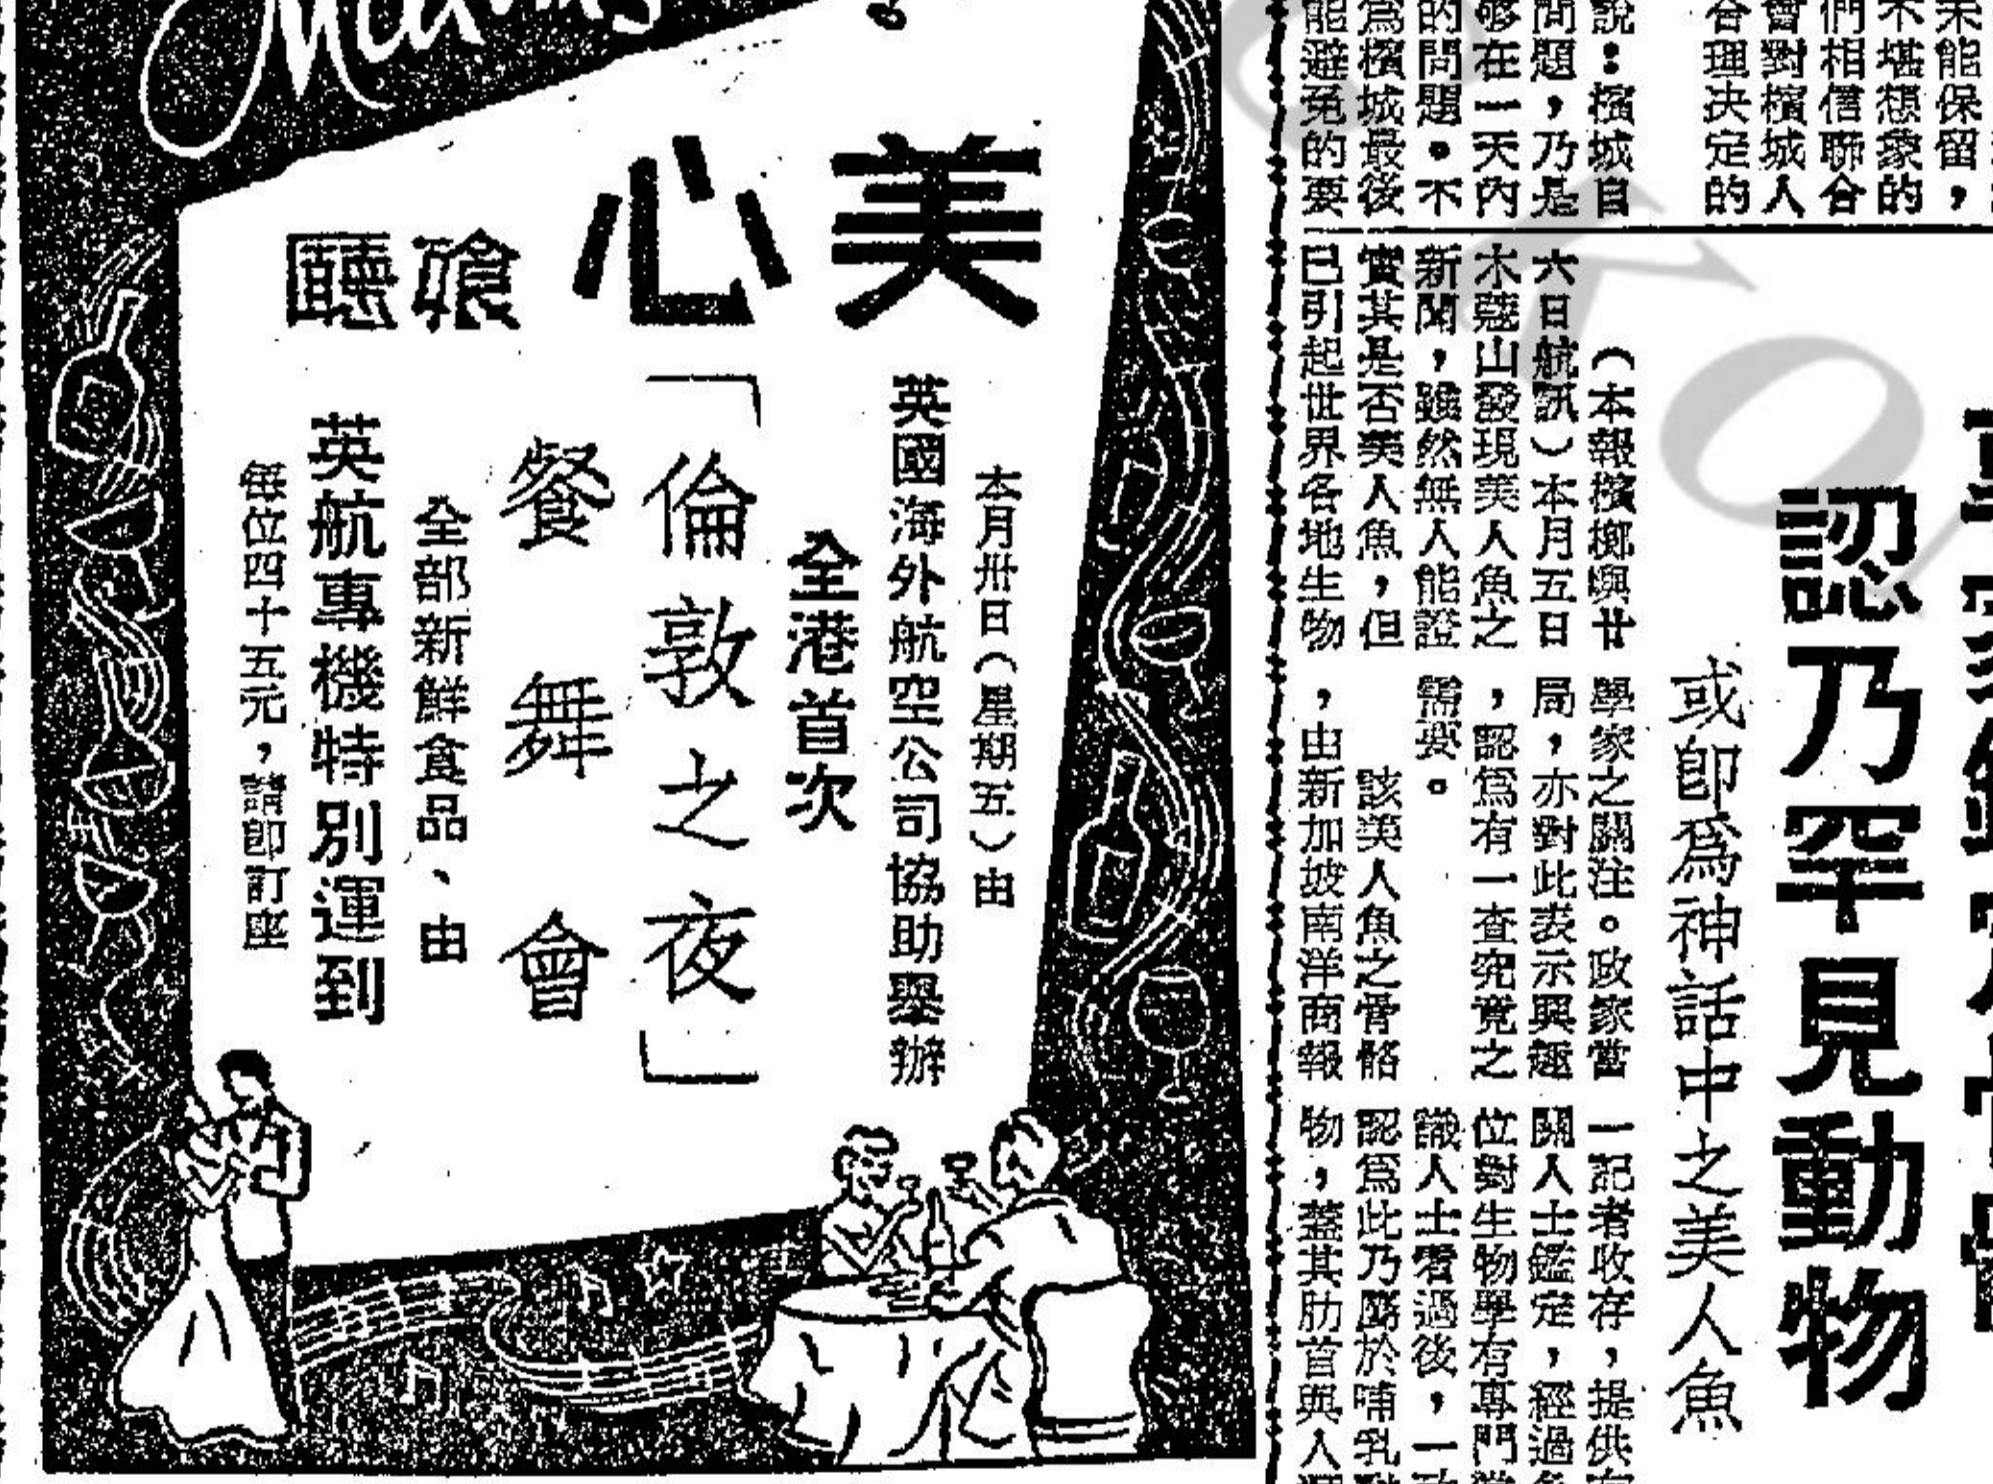 Maxim's
美心飡聽
本月卅日（星期五）由
英國海外航空公司協助舉辦
全港首次
「倫敦之夜」
餐舞會
全部新鮮食品、由
英航專機特別運到
每位四十五元，請即訂座
未能保留，
不堪想象的
們相信聯合
會對檳城人
合理决定的
說：檳城自
問題，乃是
够在一天內
的問題。不
為檳城最後
能避免的要
認乃罕見動物
或即為神話中之美人魚
（本報檳榔嶼廿
六日航訊）本月五日
木蔻山發現美人魚之
新聞，雖然無人能證
實其是否美人魚，但
已引起世界各地生物
學家之關注。政家當
局，亦對此表示興趣
，認為有一查究竟之
需要。
該美人魚之骨骼
，由新加坡南洋商報
一記者收存，提供有
關人士鑑定，經過多
位對生物學有專門
識人士看過後，一
認為此乃屬於哺乳
物，蓋其肋首與人